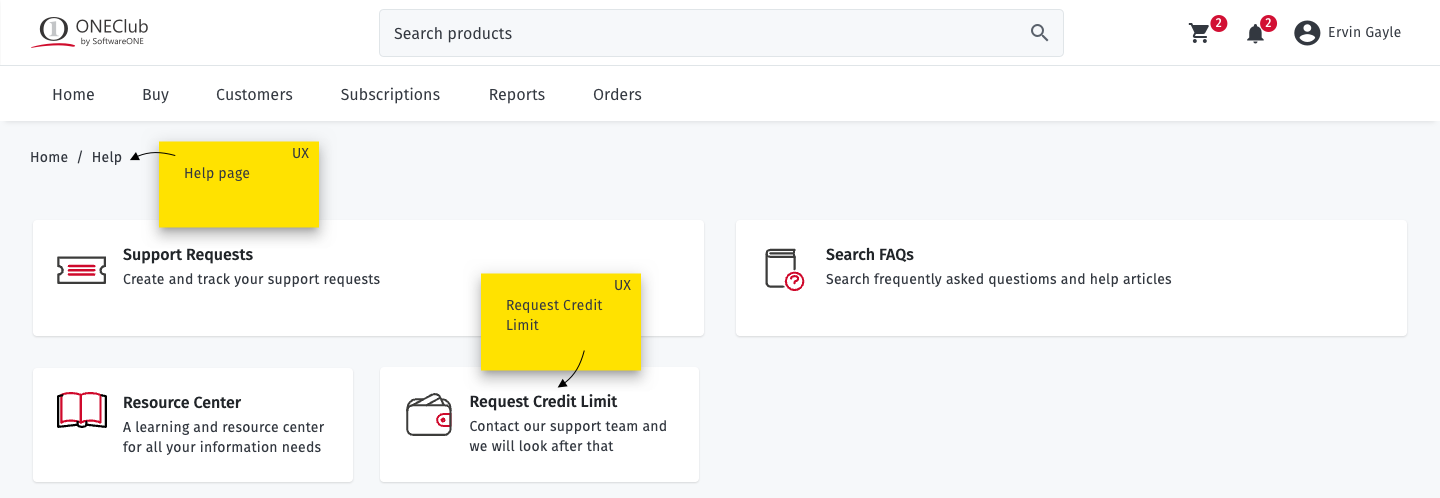 1 ONEClub
by SoftwareONE
Search products
2
2
Ervin Gayle
Home Buy Customers Subscriptions Reports Orders
Home / Help
UX
Help page
Support Requests
Create and track your support requests
Search FAQs
Search frequently asked questioms and help articles
UX
Request Credit
Limit
Resource Center
A learning and resource center
for all your information needs
Request Credit Limit
Contact our support team and
we will look after that